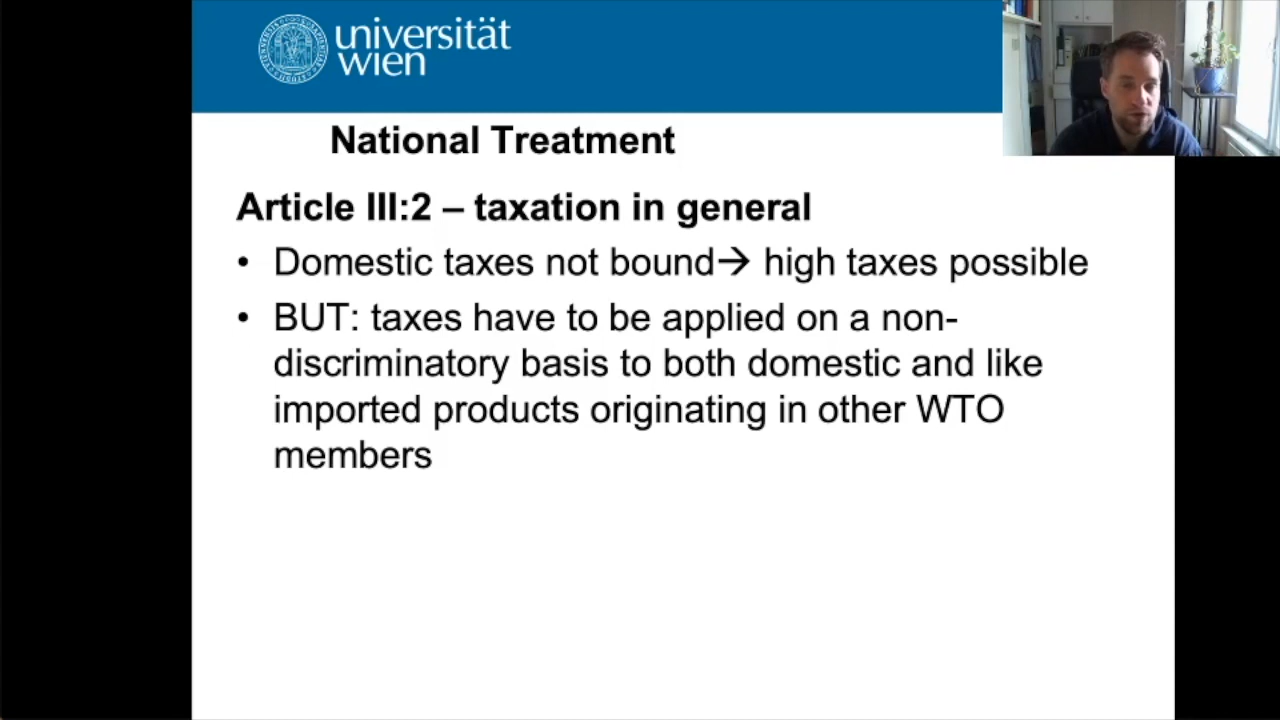 universität
wien
National Treatment
Article III:2 – taxation in general
• Domestic taxes not bound→ high taxes possible
• BUT: taxes have to be applied on a non-
discriminatory basis to both domestic and like
imported products originating in other WTO
members